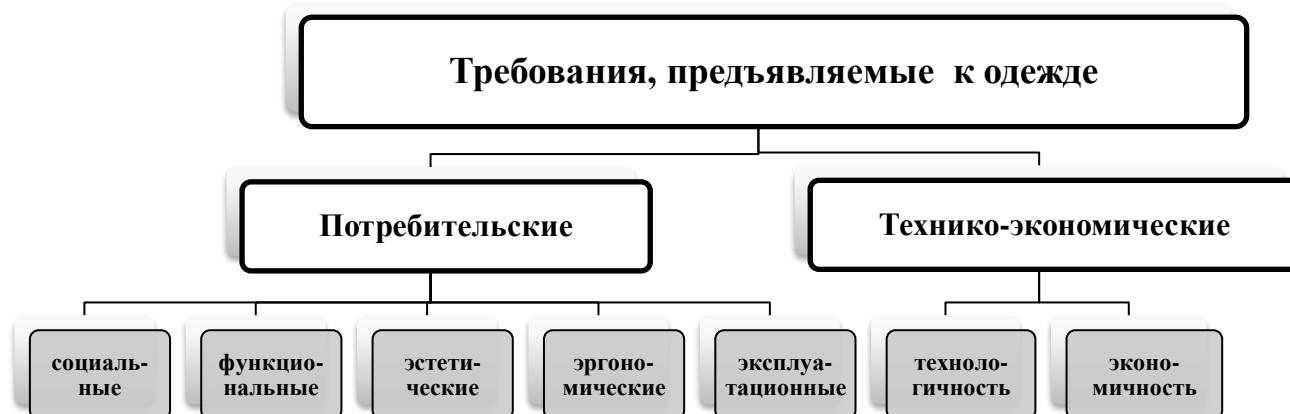 Требования, предъявляемые к одежде
Потребительские
Технико-экономические
социаль-
ные
функцио-
нальные
эстети-
ческие
эргоно-
мические
эксплуа-
тационные
техноло-
гичность
эконо-
мичность